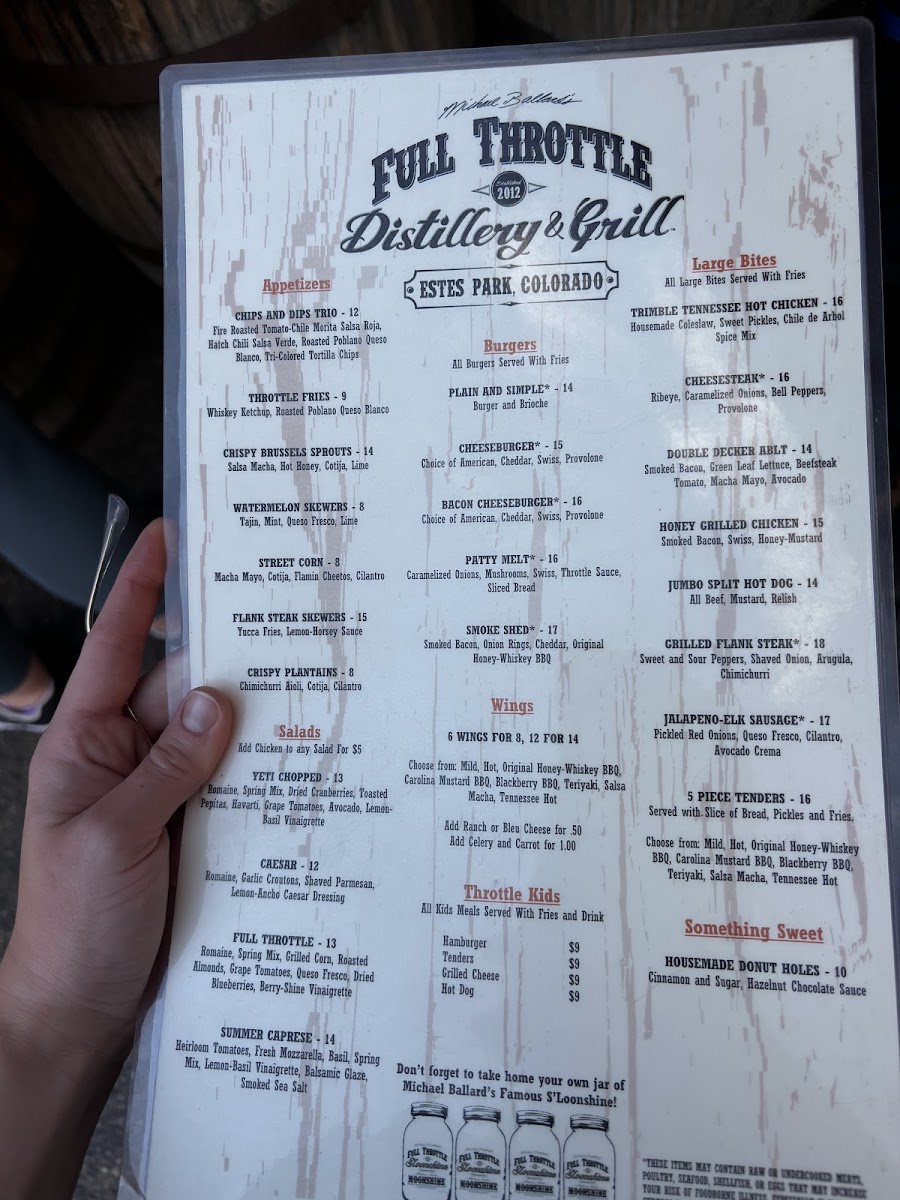 Michael Ballard's
FULL THROTTLE
Established
2012
Distillery & Grill
ESTES PARK, COLORADO
Appetizers
CHIPS AND DIPS TRIO - 12
Fire Roasted Tomato-Chile Morita Salsa Roja,
Hatch Chili Salsa Verde, Roasted Poblano Queso
Blanco, Tri-Colored Tortilla Chips
THROTTLE FRIES - 9
Whiskey Ketchup, Roasted Poblano Queso Blanco
CRISPY BRUSSELS SPROUTS - 14
Salsa Macha, Hot Honey, Cotija, Lime
WATERMELON SKEWERS - 8
Tajin, Mint, Queso Fresco, Lime
STREET CORN - 8
Macha Mayo, Cotija, Flamin Cheetos, Cilantro
FLANK STEAK SKEWERS - 15
Yucca Fries, Lemon-Horsey Sauce
CRISPY PLANTAINS - 8
Chimichurri Aioli, Cotija, Cilantro
Salads
Add Chicken to any Salad For $5
YETI CHOPPED - 13
Romaine, Spring Mix, Dried Cranberries, Toasted
Pepitas, Havarti, Grape Tomatoes, Avocado, Lemon-
Basil Vinaigrette
CAESAR - 12
Romaine, Garlic Croutons, Shaved Parmesan,
Lemon-Ancho Caesar Dressing
FULL THROTTLE - 13
Romaine, Spring Mix, Grilled Corn, Roasted
Almonds, Grape Tomatoes, Queso Fresco, Dried
Blueberries, Berry-Shine Vinaigrette
SUMMER CAPRESE - 14
Heirloom Tomatoes, Fresh Mozzarella, Basil, Spring
Mix, Lemon-Basil Vinaigrette, Balsamic Glaze,
Smoked Sea Salt
Burgers
All Burgers Served With Fries
PLAIN AND SIMPLE* - 14
Burger and Brioche
CHEESEBURGER* - 15
Choice of American, Cheddar, Swiss, Provolone
BACON CHEESEBURGER* - 16
Choice of American, Cheddar, Swiss, Provolone
PATTY MELT* - 16
Caramelized Onions, Mushrooms, Swiss, Throttle Sauce,
Sliced Bread
SMOKE SHED* - 17
Smoked Bacon, Onion Rings, Cheddar, Original
Honey-Whiskey BBQ
Wings
6 WINGS FOR 8, 12 FOR 14
Choose from: Mild, Hot, Original Honey-Whiskey BBQ,
Carolina Mustard BBQ, Blackberry BBQ, Teriyaki, Salsa
Macha, Tennessee Hot
Add Ranch or Bleu Cheese for .50
Add Celery and Carrot for 1.00
Throttle Kids
All Kids Meals Served With Fries and Drink
Hamburger $9
Tenders $9
Grilled Cheese $9
Hot Dog $9
Don't forget to take home your own jar of
Michael Ballard's Famous S'Loonshine!
FULL THROTTLE FULL THROTTLE FULL THROTTLE FULL THROTTLE
Sloonshine Sloonshine Sloonshine Sloonshine
MOONSHINE MOONSHINE MOONSHINE MOONSHINE
Large Bites
All Large Bites Served With Fries
TRIMBLE TENNESSEE HOT CHICKEN - 16
Housemade Coleslaw, Sweet Pickles, Chile de Arbol
Spice Mix
CHEESESTEAK* - 16
Ribeye, Caramelized Onions, Bell Peppers,
Provolone
DOUBLE DECKER ABLT - 14
Smoked Bacon, Green Leaf Lettuce, Beefsteak
Tomato, Macha Mayo, Avocado
HONEY GRILLED CHICKEN - 15
Smoked Bacon, Swiss, Honey-Mustard
JUMBO SPLIT HOT DOG - 14
All Beef, Mustard, Relish
GRILLED FLANK STEAK* - 18
Sweet and Sour Peppers, Shaved Onion, Arugula,
Chimichurri
JALAPENO-ELK SAUSAGE* - 17
Pickled Red Onions, Queso Fresco, Cilantro,
Avocado Crema
5 PIECE TENDERS - 16
Served with Slice of Bread, Pickles and Fries.
Choose from: Mild, Hot, Original Honey-Whiskey
BBQ, Carolina Mustard BBQ, Blackberry BBQ,
Teriyaki, Salsa Macha, Tennessee Hot
Something Sweet
HOUSEMADE DONUT HOLES - 10
Cinnamon and Sugar, Hazelnut Chocolate Sauce
*THESE ITEMS MAY CONTAIN RAW OR UNDERCOOKED MEATS,
POULTRY, SEAFOOD, SHELLFISH, OR EGGS THAT MAY INCREASE
YOUR RISK OF FOODBORNE ILLNESS